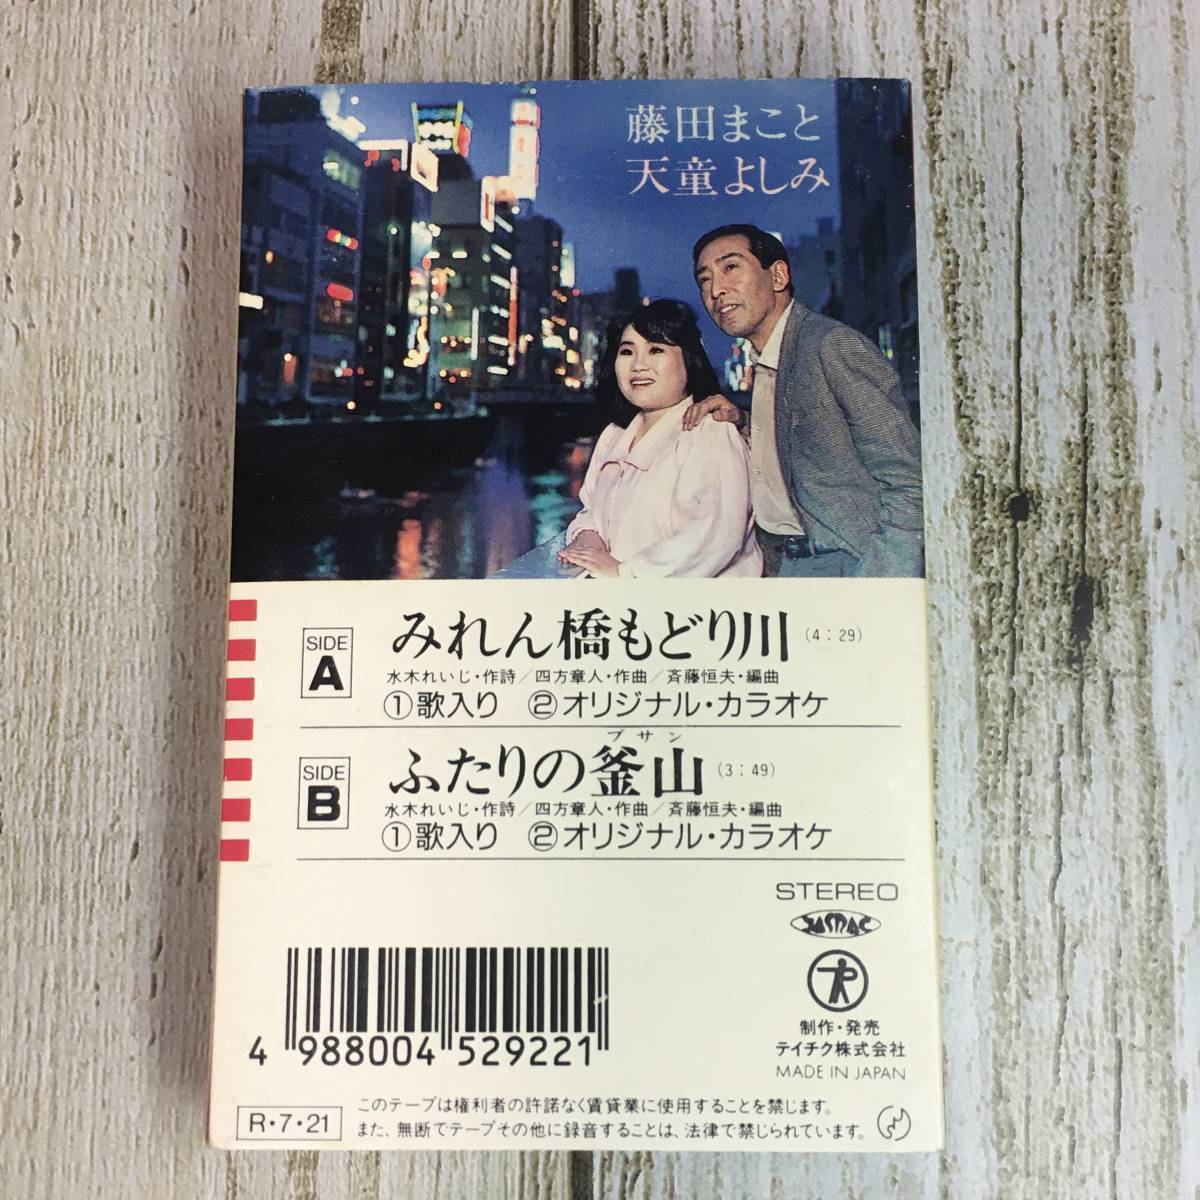 藤田まこと
天童よしみ
SIDE A
みれん橋もどり川 (4:29)
水木れいじ・作詩/四方章人・作曲/斉藤恒夫・編曲
①歌入り ②オリジナル・カラオケ
SIDE B
プサン
ふたりの釜山 (3:49)
水木れいじ・作詩/四方章人・作曲/斉藤恒夫・編曲
①歌入り ②オリジナル・カラオケ
STEREO
制作・発売
テイチク株式会社
MADE IN JAPAN
4 988004 529221
R・7・21
このテープは権利者の許諾なく賃貸業に使用することを禁じます。
また、無断でテープその他に録音することは、法律で禁じられています。